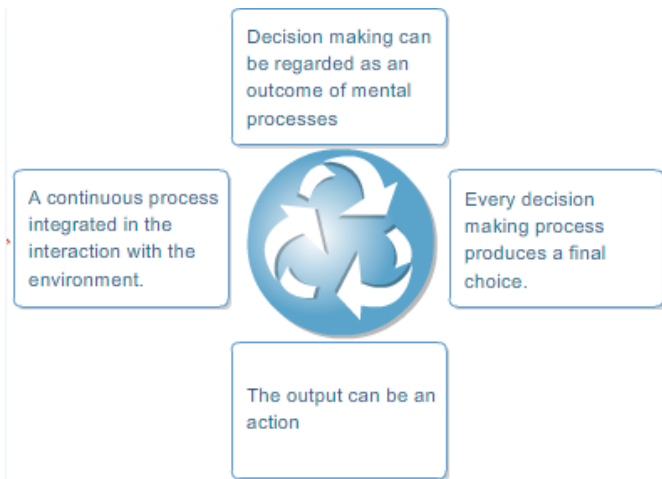 Decision making can
be regarded as an
outcome of mental
processes
A continuous process
integrated in the
interaction with the
environment.
Every decision
making process
produces a final
choice.
The output can be an
action